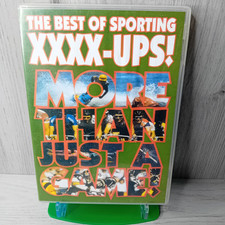 THE BEST OF SPORTING
XXXX-UPS!
MORE
THAN
JUST A
GAME!